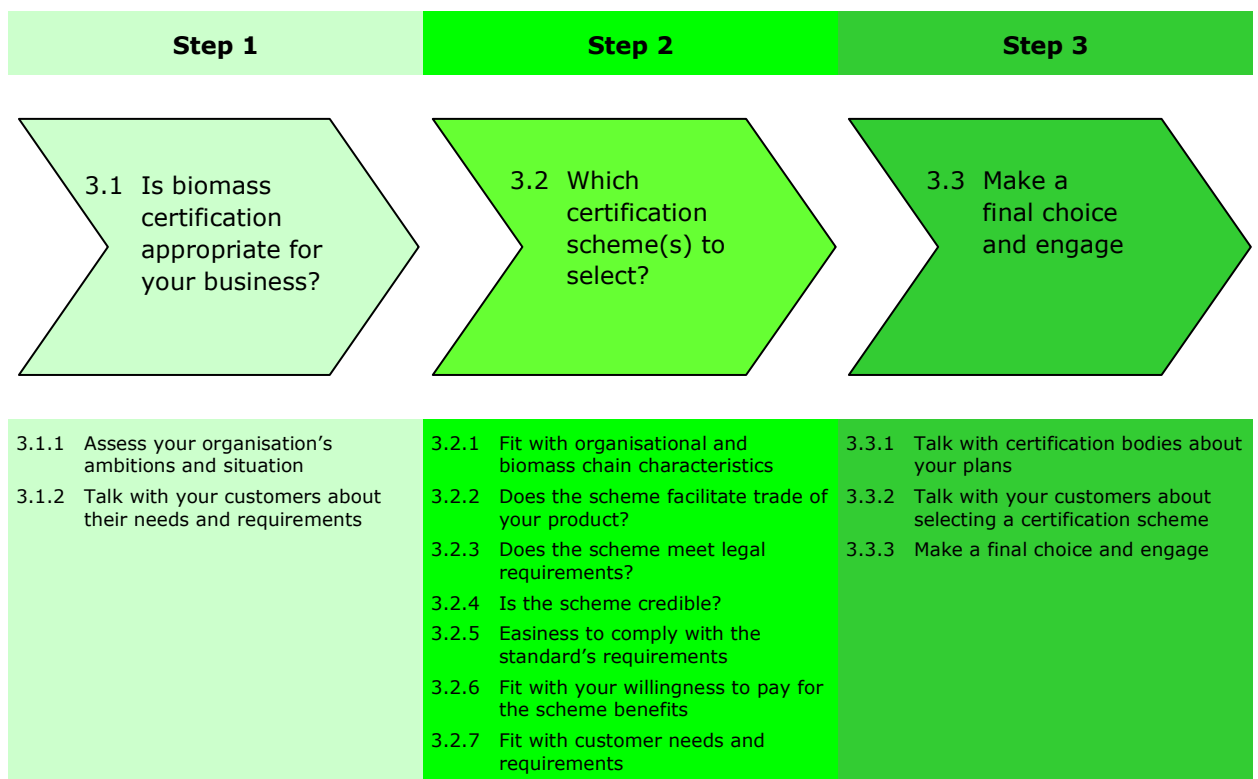 Step 1
Step 2
Step 3
3.1 Is biomass
certification
appropriate for
your business?
3.2 Which
certification
scheme(s) to
select?
3.3 Make a
final choice
and engage
3.1.1 Assess your organisation's
ambitions and situation
3.1.2 Talk with your customers about
their needs and requirements
3.2.1 Fit with organisational and
biomass chain characteristics
3.2.2 Does the scheme facilitate trade of
your product?
3.2.3 Does the scheme meet legal
requirements?
3.2.4 Is the scheme credible?
3.2.5 Easiness to comply with the
standard's requirements
3.2.6 Fit with your willingness to pay for
the scheme benefits
3.2.7 Fit with customer needs and
requirements
3.3.1 Talk with certification bodies about
your plans
3.3.2 Talk with your customers about
selecting a certification scheme
3.3.3 Make a final choice and engage